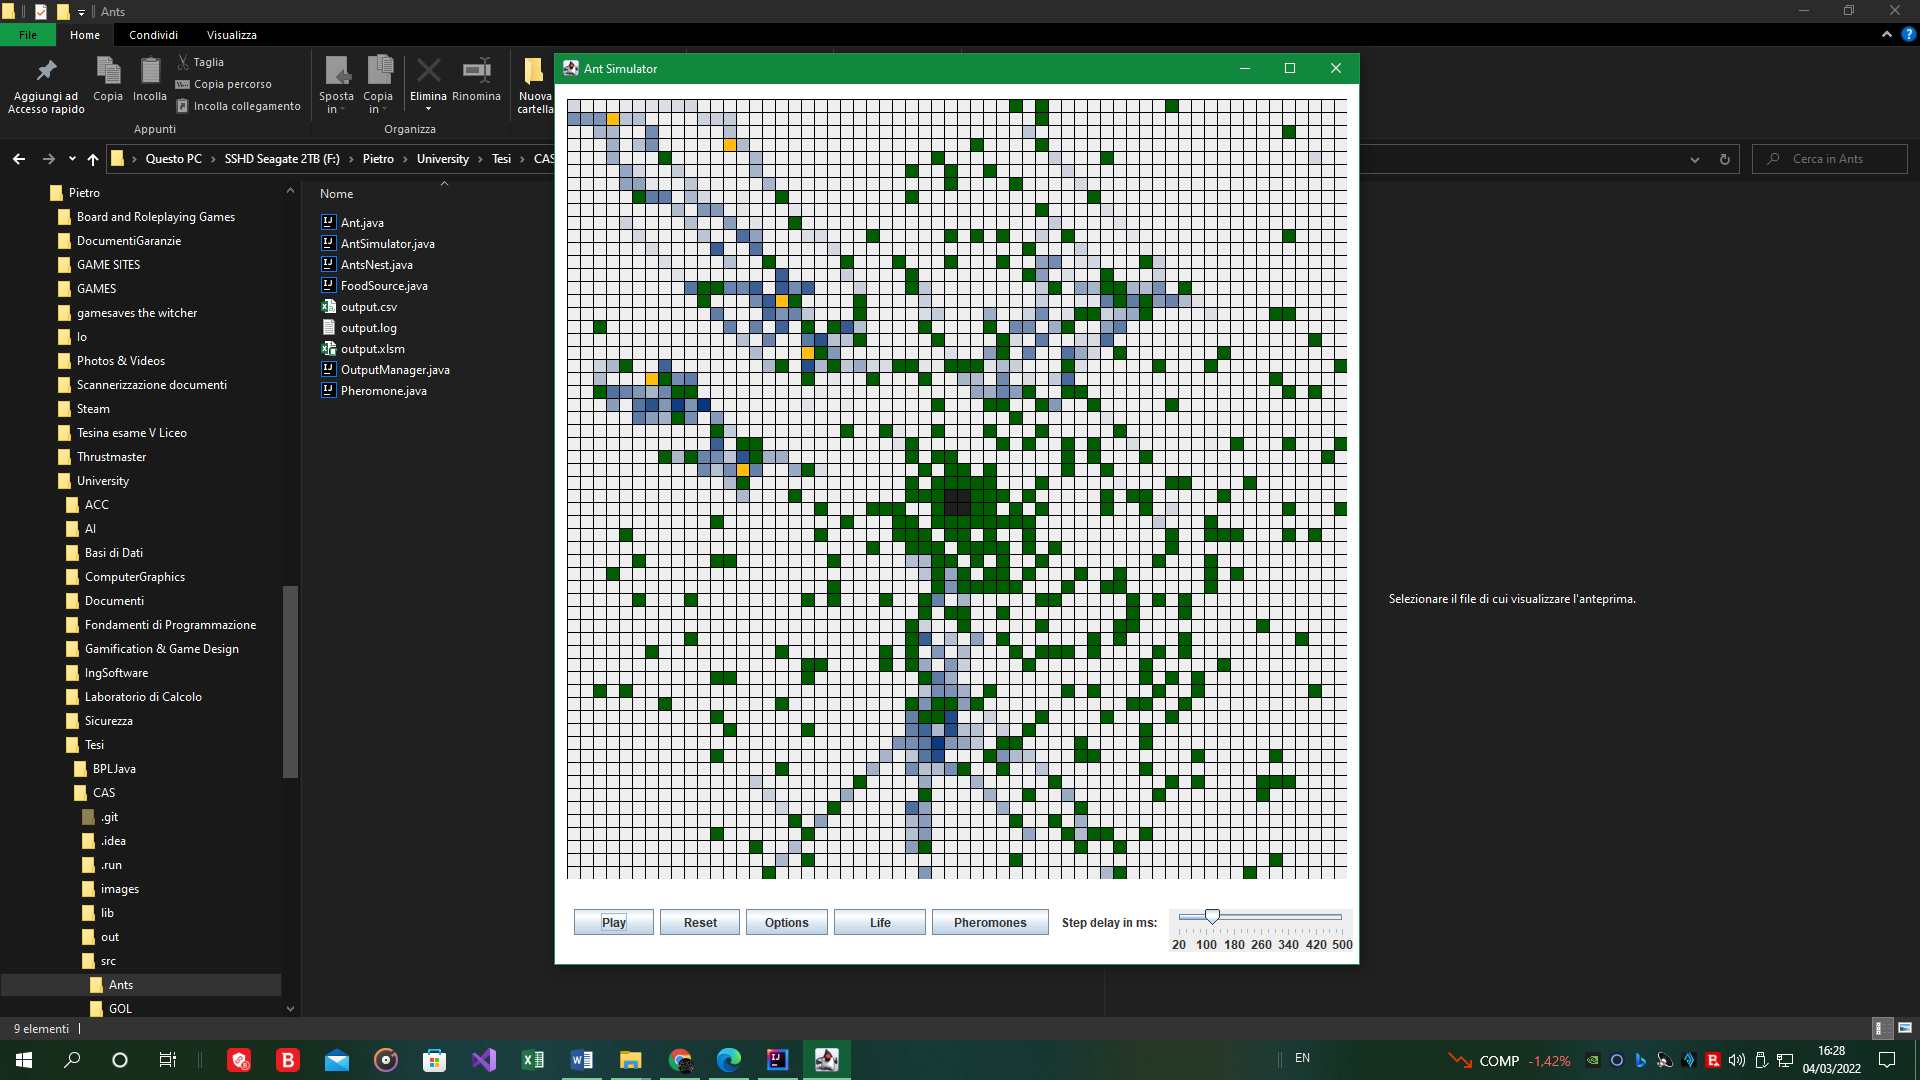 Ants
File
Home
Condividi
Visualizza
Aggiungi ad
Accesso rapido
Copia
Incolla
Taglia
Copia percorso
Incolla collegamento
Appunti
Sposta
in
Copia
in
Elimina
Rinomina
Organizza
Nuova
cartella
Questo PC
SSHD Seagate 2TB (F:)
Pietro
University
Tesi
CAS
Cerca in Ants
Pietro
Board and Roleplaying Games
DocumentiGaranzie
GAME SITES
GAMES
gamesaves the witcher
Io
Photos & Videos
Scannerizzazione documenti
Steam
Tesina esame V Liceo
Thrustmaster
University
ACC
AI
Basi di Dati
ComputerGraphics
Documenti
Fondamenti di Programmazione
Gamification & Game Design
IngSoftware
Laboratorio di Calcolo
Sicurezza
Tesi
BPLJava
CAS
.git
.idea
.run
images
lib
out
src
Ants
GOL
Nome
Ant.java
AntSimulator.java
AntsNest.java
FoodSource.java
output.csv
output.log
output.xlsm
OutputManager.java
Pheromone.java
Ant Simulator
Play
Reset
Options
Life
Pheromones
Step delay in ms:
20 100 180 260 340 420 500
Selezionare il file di cui visualizzare l'anteprima.
9 elementi
EN
COMP -1,42%
16:28
04/03/2022